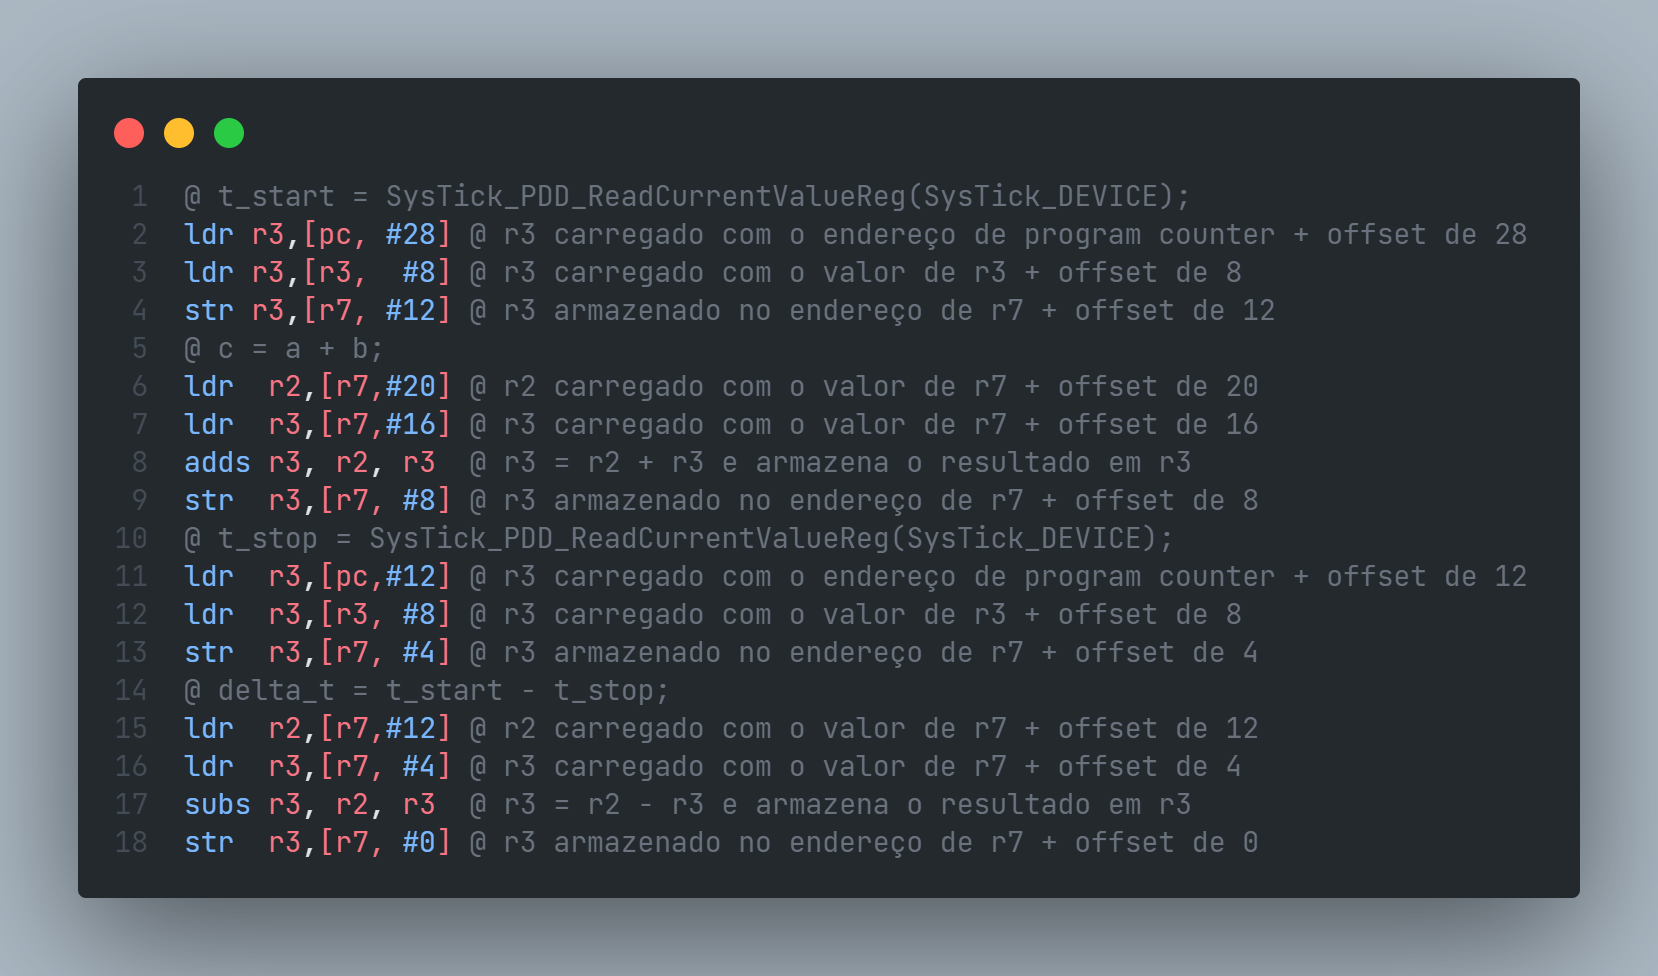 1 @ t_start = SysTick_PDD_ReadCurrentValueReg(SysTick_DEVICE);
2 ldr r3,[pc, #28] @ r3 carregado com o endereço de program counter + offset de 28
3 ldr r3,[r3,  #8] @ r3 carregado com o valor de r3 + offset de 8
4 str r3,[r7, #12] @ r3 armazenado no endereço de r7 + offset de 12
5 @ c = a + b;
6 ldr  r2,[r7,#20] @ r2 carregado com o valor de r7 + offset de 20
7 ldr  r3,[r7,#16] @ r3 carregado com o valor de r7 + offset de 16
8 adds r3, r2, r3  @ r3 = r2 + r3 e armazena o resultado em r3
9 str  r3,[r7, #8] @ r3 armazenado no endereço de r7 + offset de 8
10 @ t_stop = SysTick_PDD_ReadCurrentValueReg(SysTick_DEVICE);
11 ldr  r3,[pc,#12] @ r3 carregado com o endereço de program counter + offset de 12
12 ldr  r3,[r3, #8] @ r3 carregado com o valor de r3 + offset de 8
13 str  r3,[r7, #4] @ r3 armazenado no endereço de r7 + offset de 4
14 @ delta_t = t_start - t_stop;
15 ldr  r2,[r7,#12] @ r2 carregado com o valor de r7 + offset de 12
16 ldr  r3,[r7, #4] @ r3 carregado com o valor de r7 + offset de 4
17 subs r3, r2, r3  @ r3 = r2 - r3 e armazena o resultado em r3
18 str  r3,[r7, #0] @ r3 armazenado no endereço de r7 + offset de 0